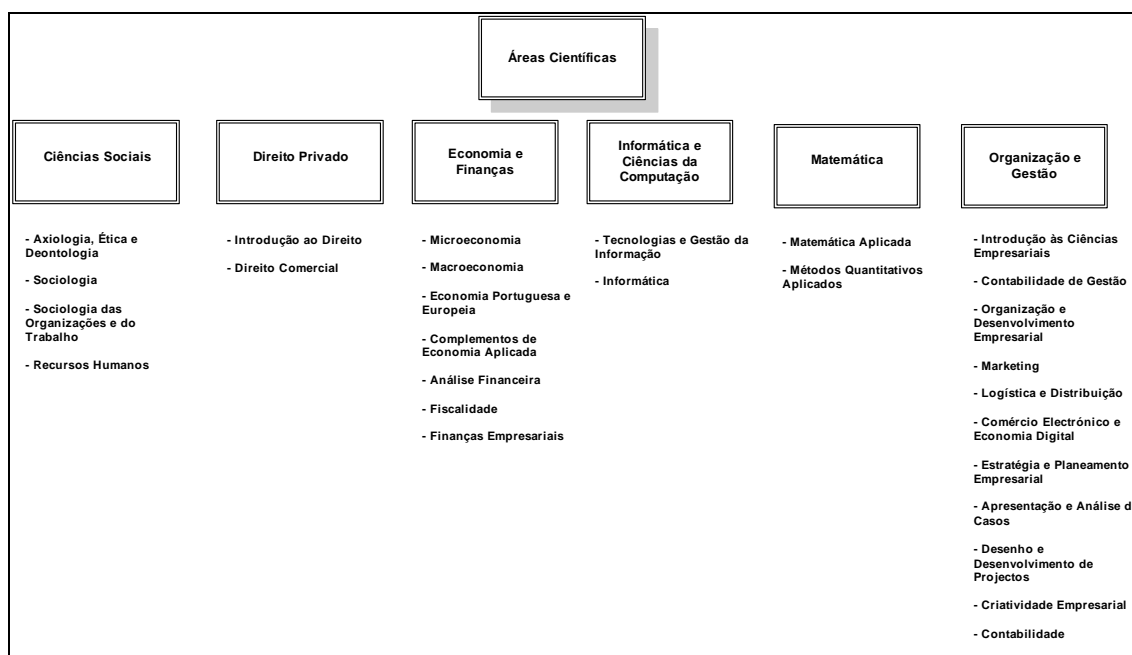 Áreas Científicas
Ciências Sociais
- Axiologia, Ética e
Deontologia
- Sociologia
- Sociologia das
Organizações e do
Trabalho
- Recursos Humanos
Direito Privado
- Introdução ao Direito
- Direito Comercial
Economia e
Finanças
- Microeconomia
- Macroeconomia
- Economia Portuguesa e
Europeia
- Complementos de
Economia Aplicada
- Análise Financeira
- Fiscalidade
- Finanças Empresariais
Informática e
Ciências da
Computação
- Tecnologias e Gestão da
Informação
- Informática
Matemática
- Matemática Aplicada
- Métodos Quantitativos
Aplicados
Organização e
Gestão
- Introdução às Ciências
Empresariais
- Contabilidade de Gestão
- Organização e
Desenvolvimento
Empresarial
- Marketing
- Logística e Distribuição
- Comércio Electrónico e
Economia Digital
- Estratégia e Planeamento
Empresarial
- Apresentação e Análise d
Casos
- Desenho e
Desenvolvimento de
Projectos
- Criatividade Empresarial
- Contabilidade